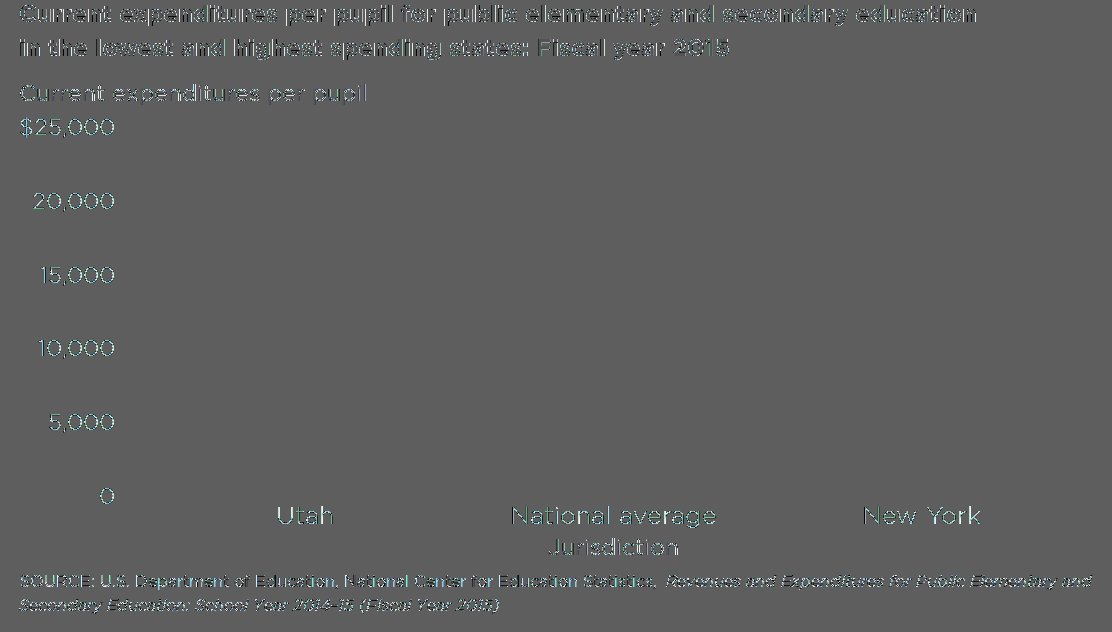 Current expenditures per pupil for public elementary and secondary education
in the lowest and highest spending states: Fiscal year 2015
Current expenditures per pupil
$25,000
20,000
15,000
10,000
5,000
0
Utah National average New York
Jurisdiction
SOURCE: U.S. Department of Education, National Center for Education Statistics, Revenues and Expenditures for Public Elementary and
Secondary Education: School Year 2014–15 (Fiscal Year 2015)